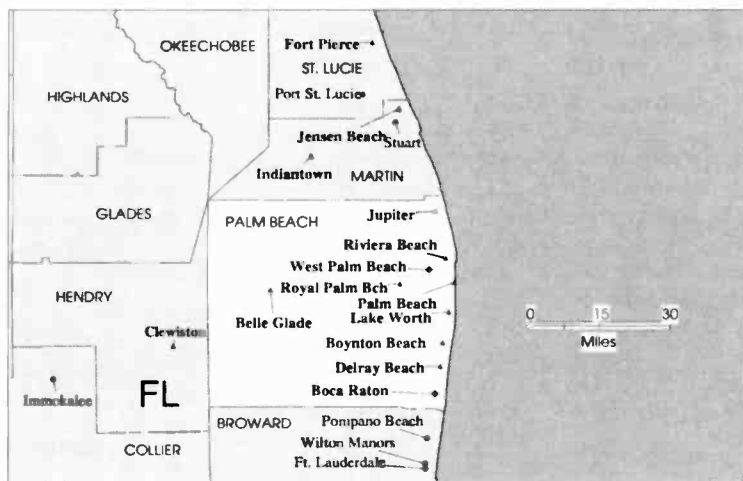 OKEECHOBEE
Fort Pierce
ST. LUCIE
HIGHLANDS
Port St. Lucie
Jensen Beach
Stuart
Indiantown
MARTIN
GLADES
Jupiter
PALM BEACH
Riviera Beach
West Palm Beach
HENDRY
Royal Palm Bch
Palm Beach
Belle Glade
Lake Worth
0 15 30
Miles
Clewiston
Boynton Beach
Delray Beach
Immokalee
FL
Boca Raton
BROWARD
Pompano Beach
COLLIER
Wilton Manors
Ft. Lauderdale